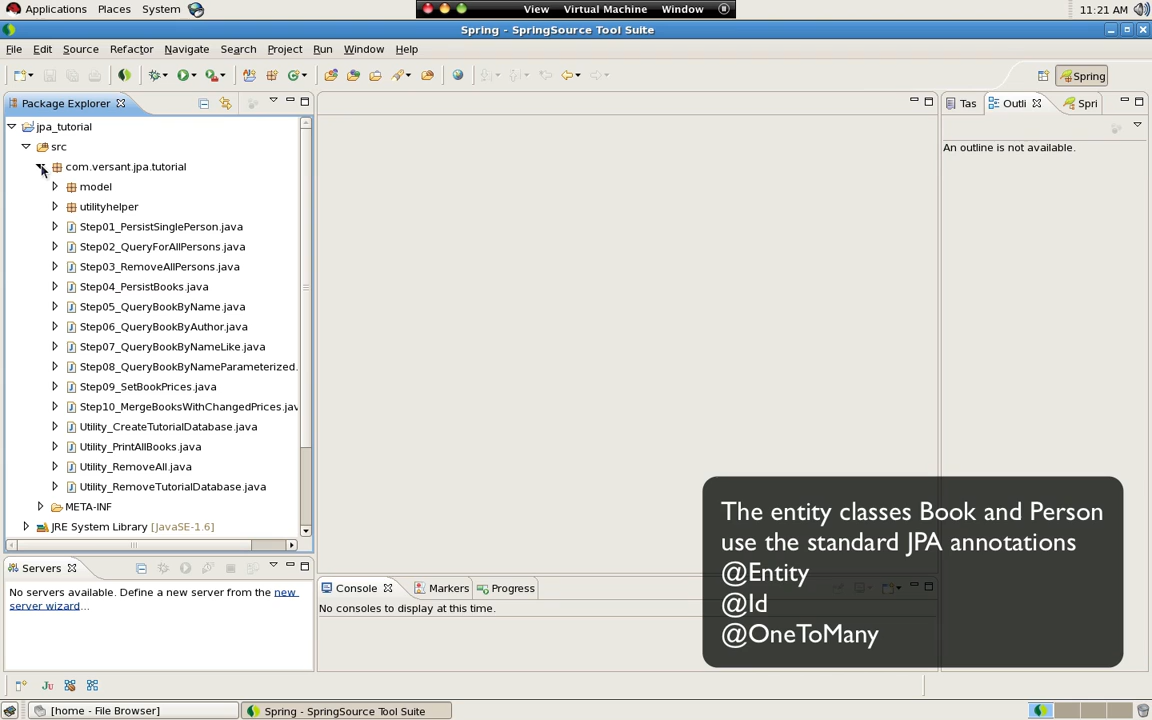 Applications Places System View Virtual Machine Window 11:21 AM
Spring - SpringSource Tool Suite
File Edit Source Refactor Navigate Search Project Run Window Help
Spring
Package Explorer
Tas Outli Spri
jpa_tutorial
src
An outline is not available.
com.versant.jpa.tutorial
model
utilityhelper
Step01_PersistSinglePerson.java
Step02_QueryForAllPersons.java
Step03_RemoveAllPersons.java
Step04_PersistBooks.java
Step05_QueryBookByName.java
Step06_QueryBookByAuthor.java
Step07_QueryBookByNameLike.java
Step08_QueryBookByNameParameterized.
Step09_SetBookPrices.java
Step10_MergeBooksWithChangedPrices.jav
Utility_CreateTutorialDatabase.java
Utility_PrintAllBooks.java
Utility_RemoveAll.java
Utility_RemoveTutorialDatabase.java
META-INF
JRE System Library [JavaSE-1.6]
The entity classes Book and Person
use the standard JPA annotations
@Entity
@Id
@OneToMany
Servers
No servers available. Define a new server from the new
server wizard...
Console Markers Progress
No consoles to display at this time.
Ju
[home - File Browser] Spring - SpringSource Tool Suite